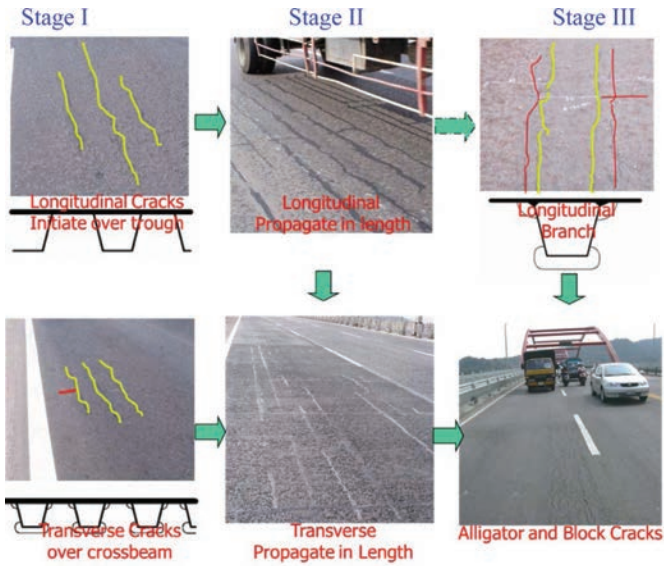 Stage I
Stage II
Stage III
Longitudinal Cracks
Initiate over trough
Longitudinal
Propagate in length
Longitudinal
Branch
Transverse Cracks
over crossbeam
Transverse
Propagate in Length
Alligator and Block Cracks